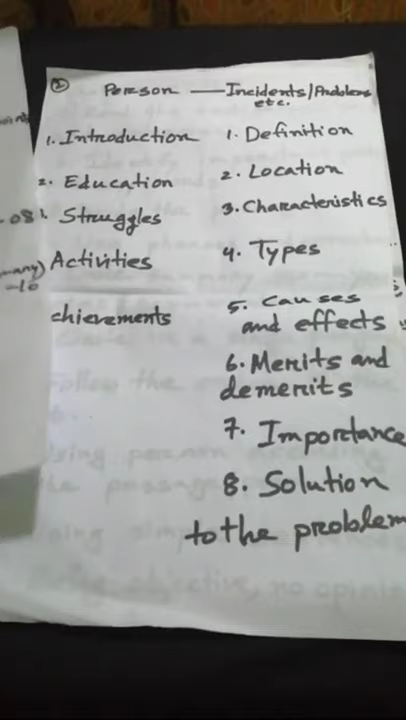 ② Person — Incidents/Problems
etc.
1. Introduction
2. Education
Struggles
Activities
chievements
1. Definition
2. Location
3. Characteristics
4. Types
5. Causes
and effects
6. Merits and
demerits
7. Importance
8. Solution
to the problem